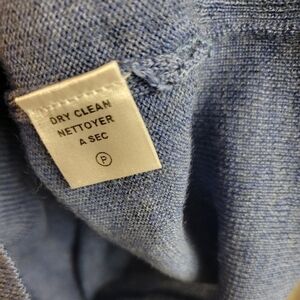 DRY CLEAN
NETTOYER
A SEC
P